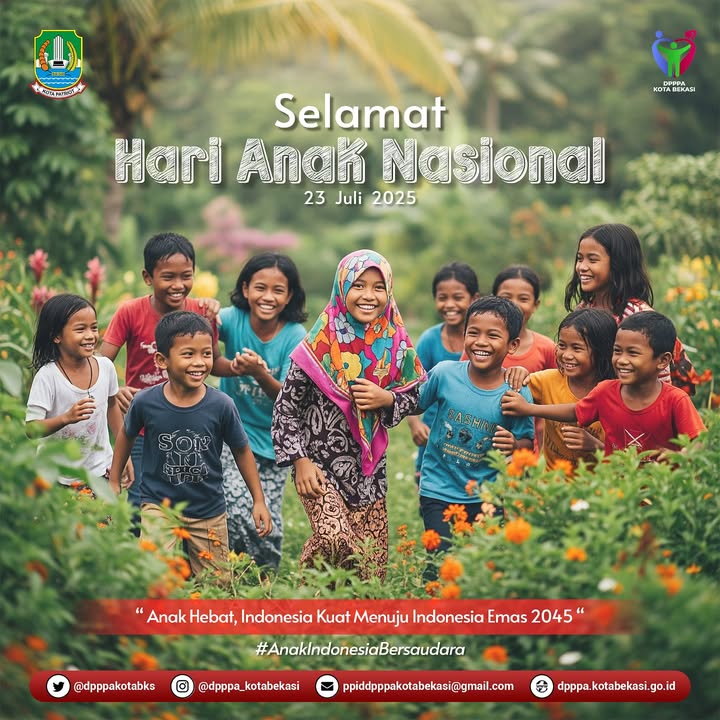 KOTA PATRIOT
DPPPA
KOTA BEKASI
Selamat
Hari Anak Nasional
23 Juli 2025
“ Anak Hebat, Indonesia Kuat Menuju Indonesia Emas 2045 “
#AnakIndonesiaBersaudara
@dpppakotabks
@dpppa_kotabekasi
ppiddpppakotabekasi@gmail.com
dpppa.kotabekasi.go.id